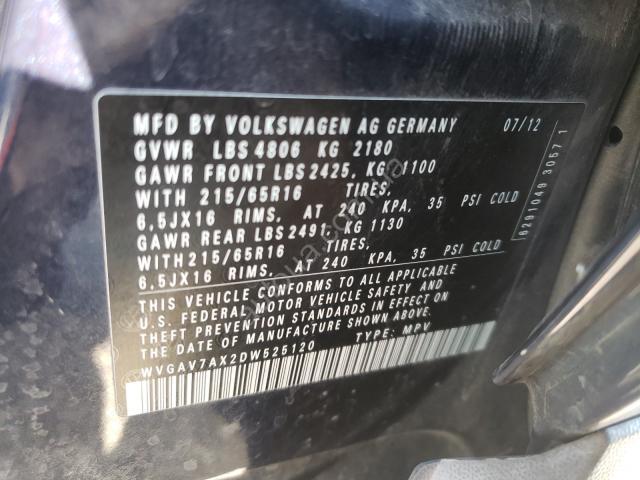 MFD BY VOLKSWAGEN AG GERMANY 07/12
GVWR LBS 4806 KG 2180
GAWR FRONT LBS 2425, KG 1100
WITH 215/65R16 TIRES,
6,5JX16 RIMS, AT 240 KPA, 35 PSI COLD
GAWR REAR LBS 2491, KG 1130
WITH 215/65R16 TIRES,
6,5JX16 RIMS, AT 240 KPA, 35 PSI COLD
THIS VEHICLE CONFORMS TO ALL APPLICABLE
U.S. FEDERAL MOTOR VEHICLE SAFETY AND
THEFT PREVENTION STANDARDS IN EFFECT ON
THE DATE OF MANUFACTURE SHOWN ABOVE.
WVGAV7AX2DW525120 TYPE: MPV
6291049 30571